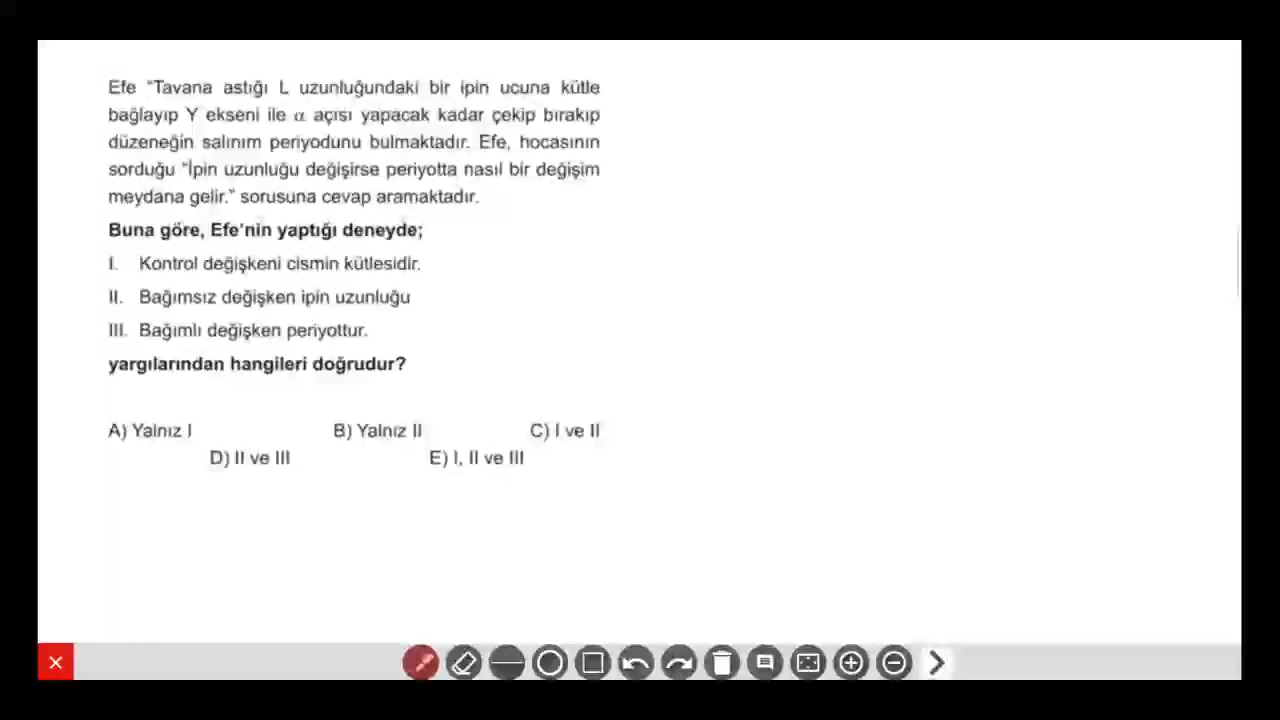 Efe “Tavana astığı L uzunluğundaki bir ipin ucuna kütle
bağlayıp Y ekseni ile α açısı yapacak kadar çekip bırakıp
düzeneğin salınım periyodunu bulmaktadır. Efe, hocasının
sorduğu “İpin uzunluğu değişirse periyotta nasıl bir değişim
meydana gelir.” sorusuna cevap aramaktadır.
Buna göre, Efe’nin yaptığı deneyde;
I. Kontrol değişkeni cismin kütlesidir.
II. Bağımsız değişken ipin uzunluğu
III. Bağımlı değişken periyottur.
yargılarından hangileri doğrudur?
A) Yalnız I B) Yalnız II C) I ve II
D) II ve III E) I, II ve III